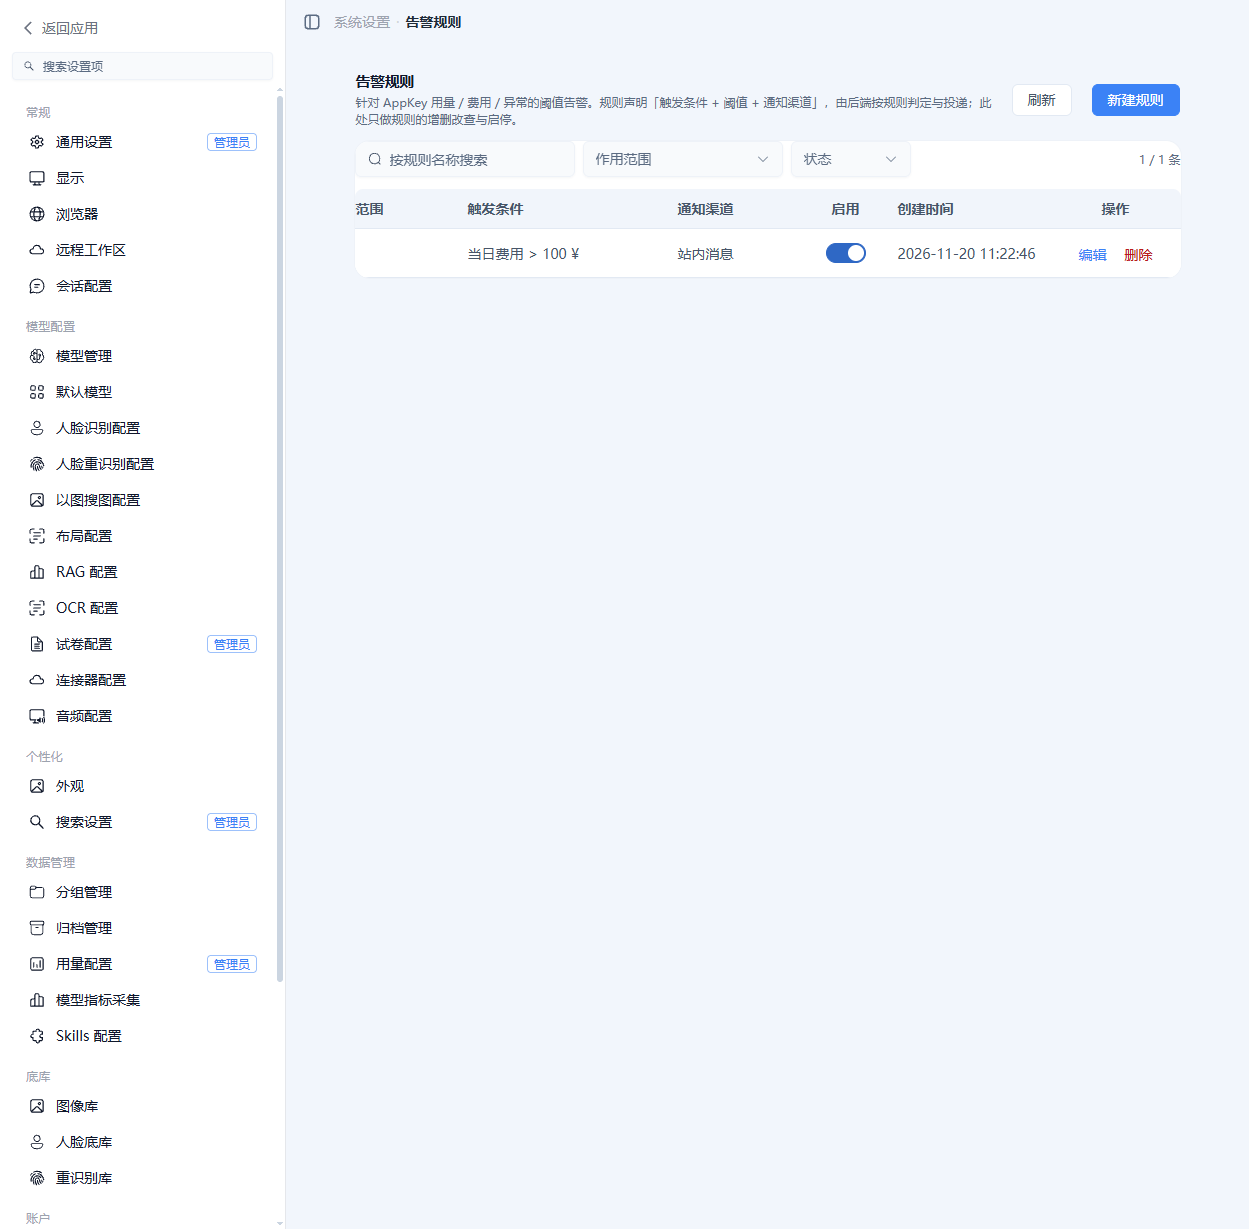 返回应用
搜索设置项
常规
通用设置 管理员
显示
浏览器
远程工作区
会话配置
模型配置
模型管理
默认模型
人脸识别配置
人脸重识别配置
以图搜图配置
布局配置
RAG 配置
OCR 配置
试卷配置 管理员
连接器配置
音频配置
个性化
外观
搜索设置 管理员
数据管理
分组管理
归档管理
用量配置 管理员
模型指标采集
Skills 配置
底库
图像库
人脸底库
重识别库
账户
系统设置 · 告警规则
告警规则
针对 AppKey 用量 / 费用 / 异常的阈值告警。规则声明「触发条件 + 阈值 + 通知渠道」，由后端按规则判定与投递；此
处只做规则的增删改查与启停。
刷新 新建规则
按规则名称搜索 作用范围 状态 1 / 1 条
范围 触发条件 通知渠道 启用 创建时间 操作
当日费用 > 100 ¥ 站内消息 2026-11-20 11:22:46 编辑 删除